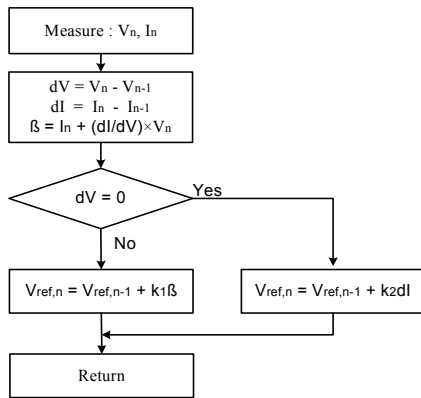 Measure : Vn, In
dV = Vn - Vn-1
dI = In - In-1
ß = In + (dI/dV)×Vn
dV = 0
Yes
No
Vref,n = Vref,n-1 + k1ß
Vref,n = Vref,n-1 + k2dI
Return